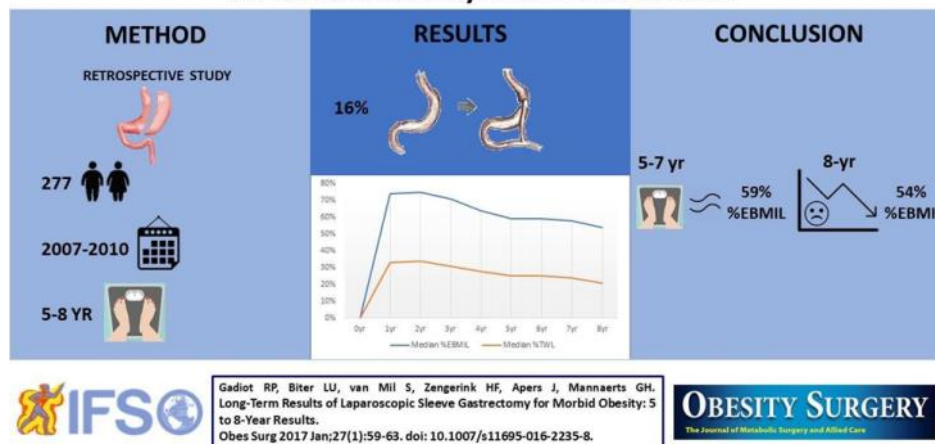 METHOD
RETROSPECTIVE STUDY
277
2007-2010
5-8 YR
RESULTS
16%
80%
70%
60%
50%
40%
30%
20%
10%
0%
0yr 1yr 2yr 3yr 4yr 5yr 6yr 7yr 8yr
Median %EBMIL Median %TWL
CONCLUSION
5-7 yr
59%
%EBMIL
8-yr
54%
%EBMIL
IFSO
Gadiot RP, Biter LU, van Mil S, Zengerink HF, Apers J, Mannaerts GH.
Long-Term Results of Laparoscopic Sleeve Gastrectomy for Morbid Obesity: 5
to 8-Year Results.
Obes Surg 2017 Jan;27(1):59-63. doi: 10.1007/s11695-016-2235-8.
OBESITY SURGERY
The Journal of Metabolic Surgery and Allied Care